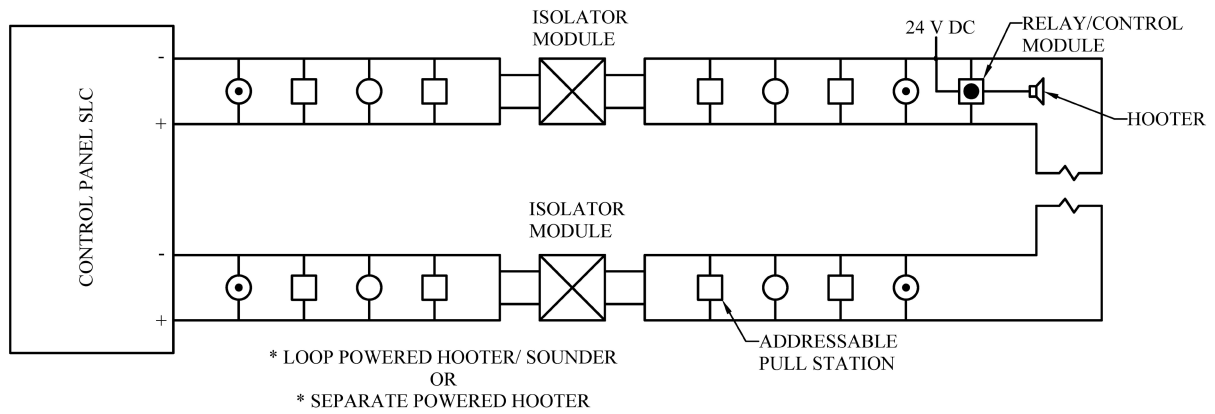 ISOLATOR
MODULE
24 V DC
RELAY/CONTROL
MODULE
HOOTER
-
+
CONTROL PANEL SLC
ISOLATOR
MODULE
-
+
ADDRESSABLE
PULL STATION
* LOOP POWERED HOOTER/ SOUNDER
OR
* SEPARATE POWERED HOOTER